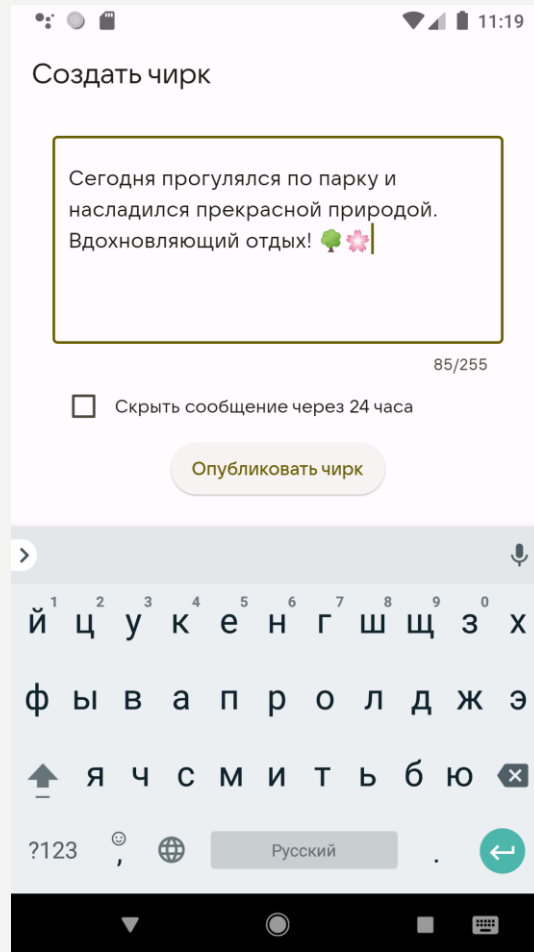 11:19
Создать чирк
Сегодня прогулялся по парку и
насладился прекрасной природой.
Вдохновляющий отдых! 🌳🌸
85/255
Скрыть сообщение через 24 часа
Опубликовать чирк
1 2 3 4 5 6 7 8 9 0
й ц у к е н г ш щ з х
ф ы в а п р о л д ж э
я ч с м и т ь б ю
?123 , Русский .